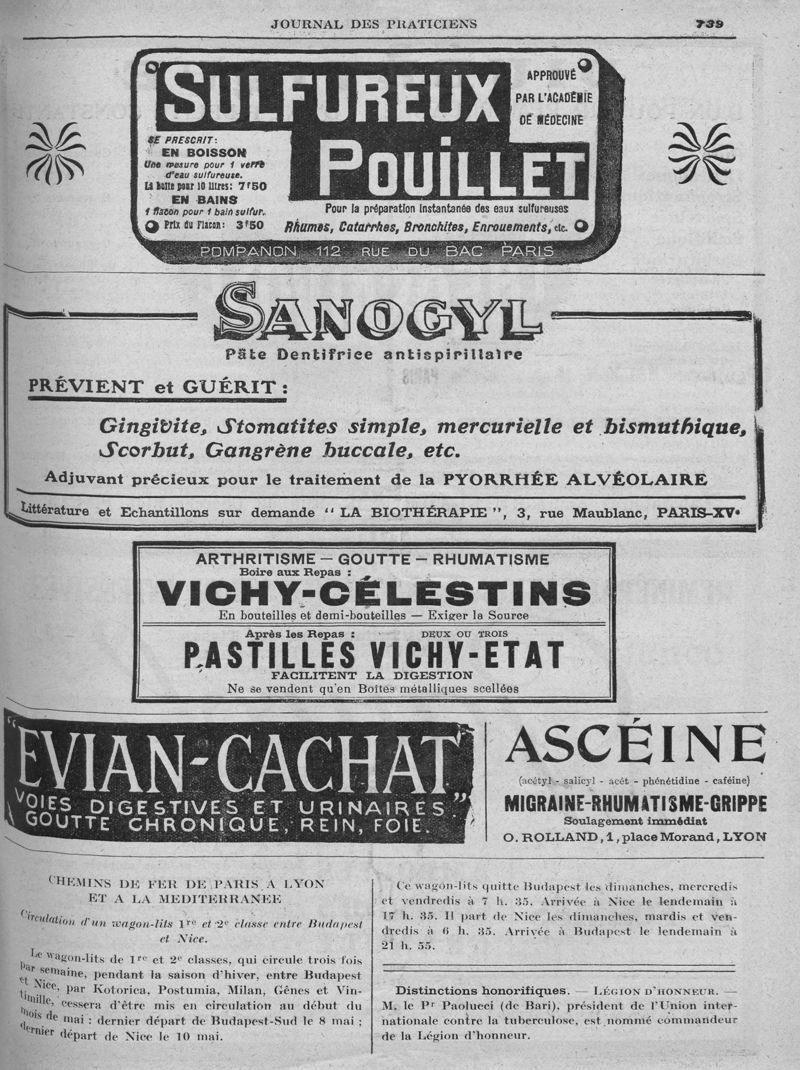 JOURNAL DES PRATICIENS 739
SULFUREUX
POUILLET
APPROUVÉ
PAR L'ACADÉMIE
DE MÉDECINE
SE PRESCRIT:
EN BOISSON
Une mesure pour 1 verre
d'eau sulfureuse.
La boîte pour 10 litres: 7f50
EN BAINS
1 flacon pour 1 bain sulfur..
Prix du Flacon: 3f50
Pour la préparation instantanée des eaux sulfureuses
Rhumes, Catarrhes, Bronchites, Enrouements, etc.
POMPANON 112 RUE DU BAC PARIS
SANOGYL
Pâte Dentifrice antispirillaire
PRÉVIENT et GUÉRIT :
Gingivite, Stomatites simple, mercurielle et bismuthique,
Scorbut, Gangrène buccale, etc.
Adjuvant précieux pour le traitement de la PYORRHÉE ALVÉOLAIRE
Littérature et Echantillons sur demande "LA BIOTHÉRAPIE", 3, rue Maublanc, PARIS-XVe
ARTHRITISME — GOUTTE — RHUMATISME
Boire aux Repas :
VICHY-CÉLESTINS
En bouteilles et demi-bouteilles — Exiger la Source
Après les Repas : DEUX OU TROIS
PASTILLES VICHY-ETAT
FACILITENT LA DIGESTION
Ne se vendent qu'en Boîtes métalliques scellées
"EVIAN-CACHAT"
VOIES DIGESTIVES ET URINAIRES
GOUTTE CHRONIQUE, REIN, FOIE.
ASCÉINE
(acétyl - salicyl - acét - phénétidine - caféine)
MIGRAINE-RHUMATISME-GRIPPE
Soulagement immédiat
O. ROLLAND, 1, place Morand, LYON
CHEMINS DE FER DE PARIS A LYON
ET A LA MEDITERRANEE
Circulation d'un wagon-lits 1re et 2e classe entre Budapest
et Nice.
Le wagon-lits de 1re et 2e classes, qui circule trois fois
par semaine, pendant la saison d'hiver, entre Budapest
et Nice, par Kotorica, Postumia, Milan, Gênes et Vin-
timille, cessera d'être mis en circulation au début du
mois de mai : dernier départ de Budapest-Sud le 8 mai ;
dernier départ de Nice le 10 mai.
Ce wagon-lits quitte Budapest les dimanches, mercredis
et vendredis à 7 h. 35. Arrivée à Nice le lendemain à
17 h. 35. Il part de Nice les dimanches, mardis et ven-
dredis à 6 h. 35. Arrivée à Budapest le lendemain à
21 h. 55.
Distinctions honorifiques. — LÉGION D'HONNEUR. —
M. le Pr Paolucci (de Bari), président de l'Union inter-
nationale contre la tuberculose, est nommé commandeur
de la Légion d'honneur.